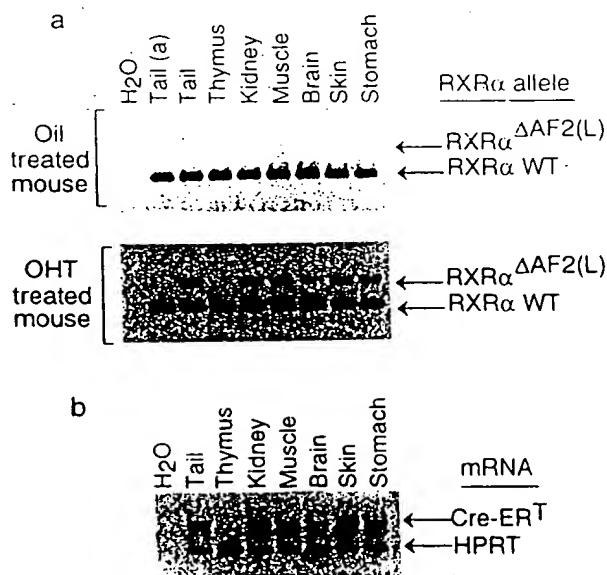 a
H2O
Tail (a)
Tail
Thymus
Kidney
Muscle
Brain
Skin
Stomach
RXRα allele
Oil
treated
mouse
RXRα ΔAF2(L)
RXRα WT
OHT
treated
mouse
RXRα ΔAF2(L)
RXRα WT
b
H2O
Tail
Thymus
Kidney
Muscle
Brain
Skin
Stomach
mRNA
Cre-ERT
HPRT